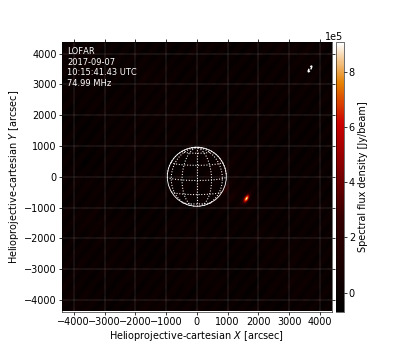 1e5
LOFAR
2017-09-07
10:15:41.43 UTC
74.99 MHz
4000
3000
2000
1000
0
−1000
−2000
−3000
−4000
Helioprojective-cartesian Y [arcsec]
−4000 −3000 −2000 −1000 0 1000 2000 3000 4000
Helioprojective-cartesian X [arcsec]
8
6
4
2
0
Spectral flux density [Jy/beam]